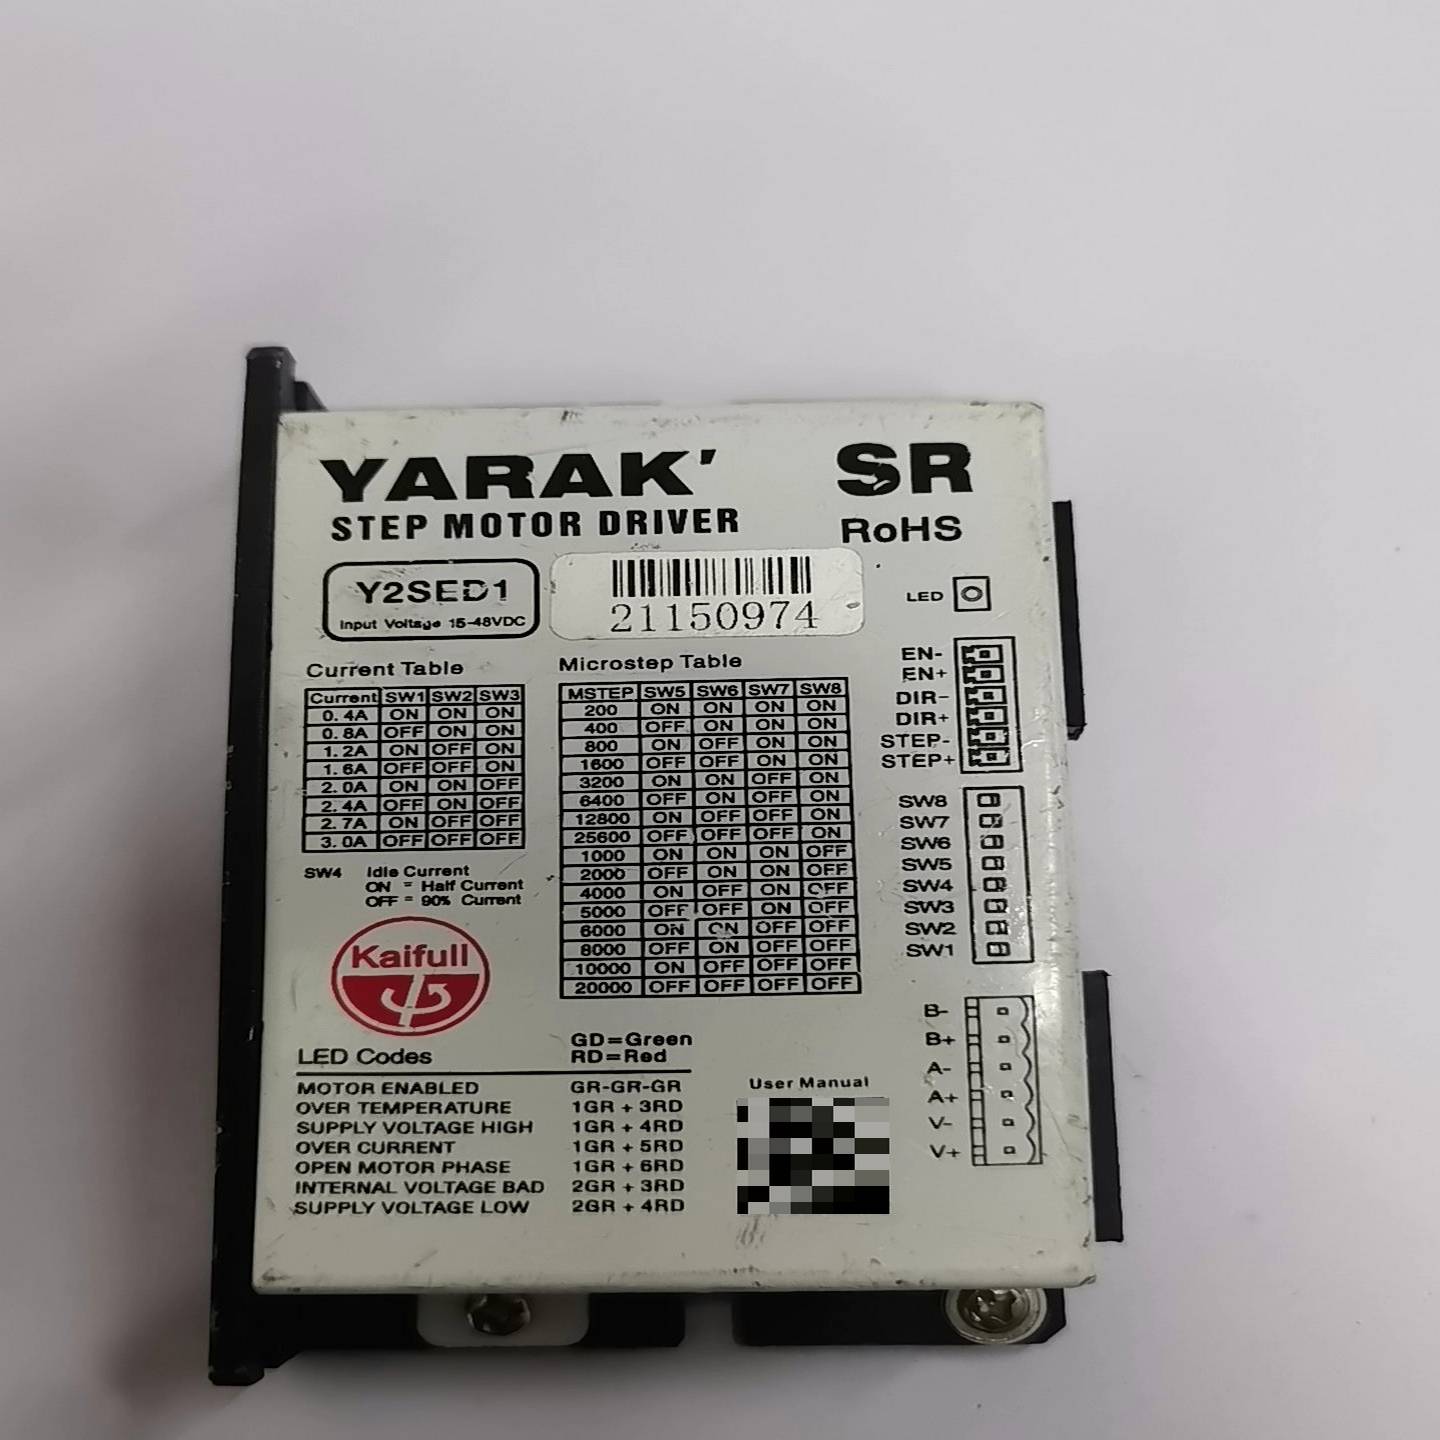 YARAK' SR
STEP MOTOR DRIVER RoHS
Y2SED1
Input Voltage 15-48VDC
21150974
LED
Current Table
Current SW1 SW2 SW3
0.4A ON ON ON
0.8A OFF ON ON
1.2A ON OFF ON
1.6A OFF OFF ON
2.0A ON ON OFF
2.4A OFF ON OFF
2.7A ON OFF OFF
3.0A OFF OFF OFF
SW4 Idle Current
ON = Half Current
OFF = 90% Current
Microstep Table
MSTEP SW5 SW6 SW7 SW8
200 ON ON ON ON
400 OFF ON ON ON
800 ON OFF ON ON
1600 OFF OFF ON ON
3200 ON ON OFF ON
6400 OFF ON OFF ON
12800 ON OFF OFF ON
25600 OFF OFF OFF ON
1000 ON ON ON OFF
2000 OFF ON ON OFF
4000 ON OFF ON OFF
5000 OFF OFF ON OFF
6000 ON ON OFF OFF
8000 OFF ON OFF OFF
10000 ON OFF OFF OFF
20000 OFF OFF OFF OFF
EN-
EN+
DIR-
DIR+
STEP-
STEP+
SW8
SW7
SW6
SW5
SW4
SW3
SW2
SW1
Kaifull
LED Codes
GD=Green
RD=Red
MOTOR ENABLED GR-GR-GR
OVER TEMPERATURE 1GR + 3RD
SUPPLY VOLTAGE HIGH 1GR + 4RD
OVER CURRENT 1GR + 5RD
OPEN MOTOR PHASE 1GR + 6RD
INTERNAL VOLTAGE BAD 2GR + 3RD
SUPPLY VOLTAGE LOW 2GR + 4RD
User Manual
B-
B+
A-
A+
V-
V+